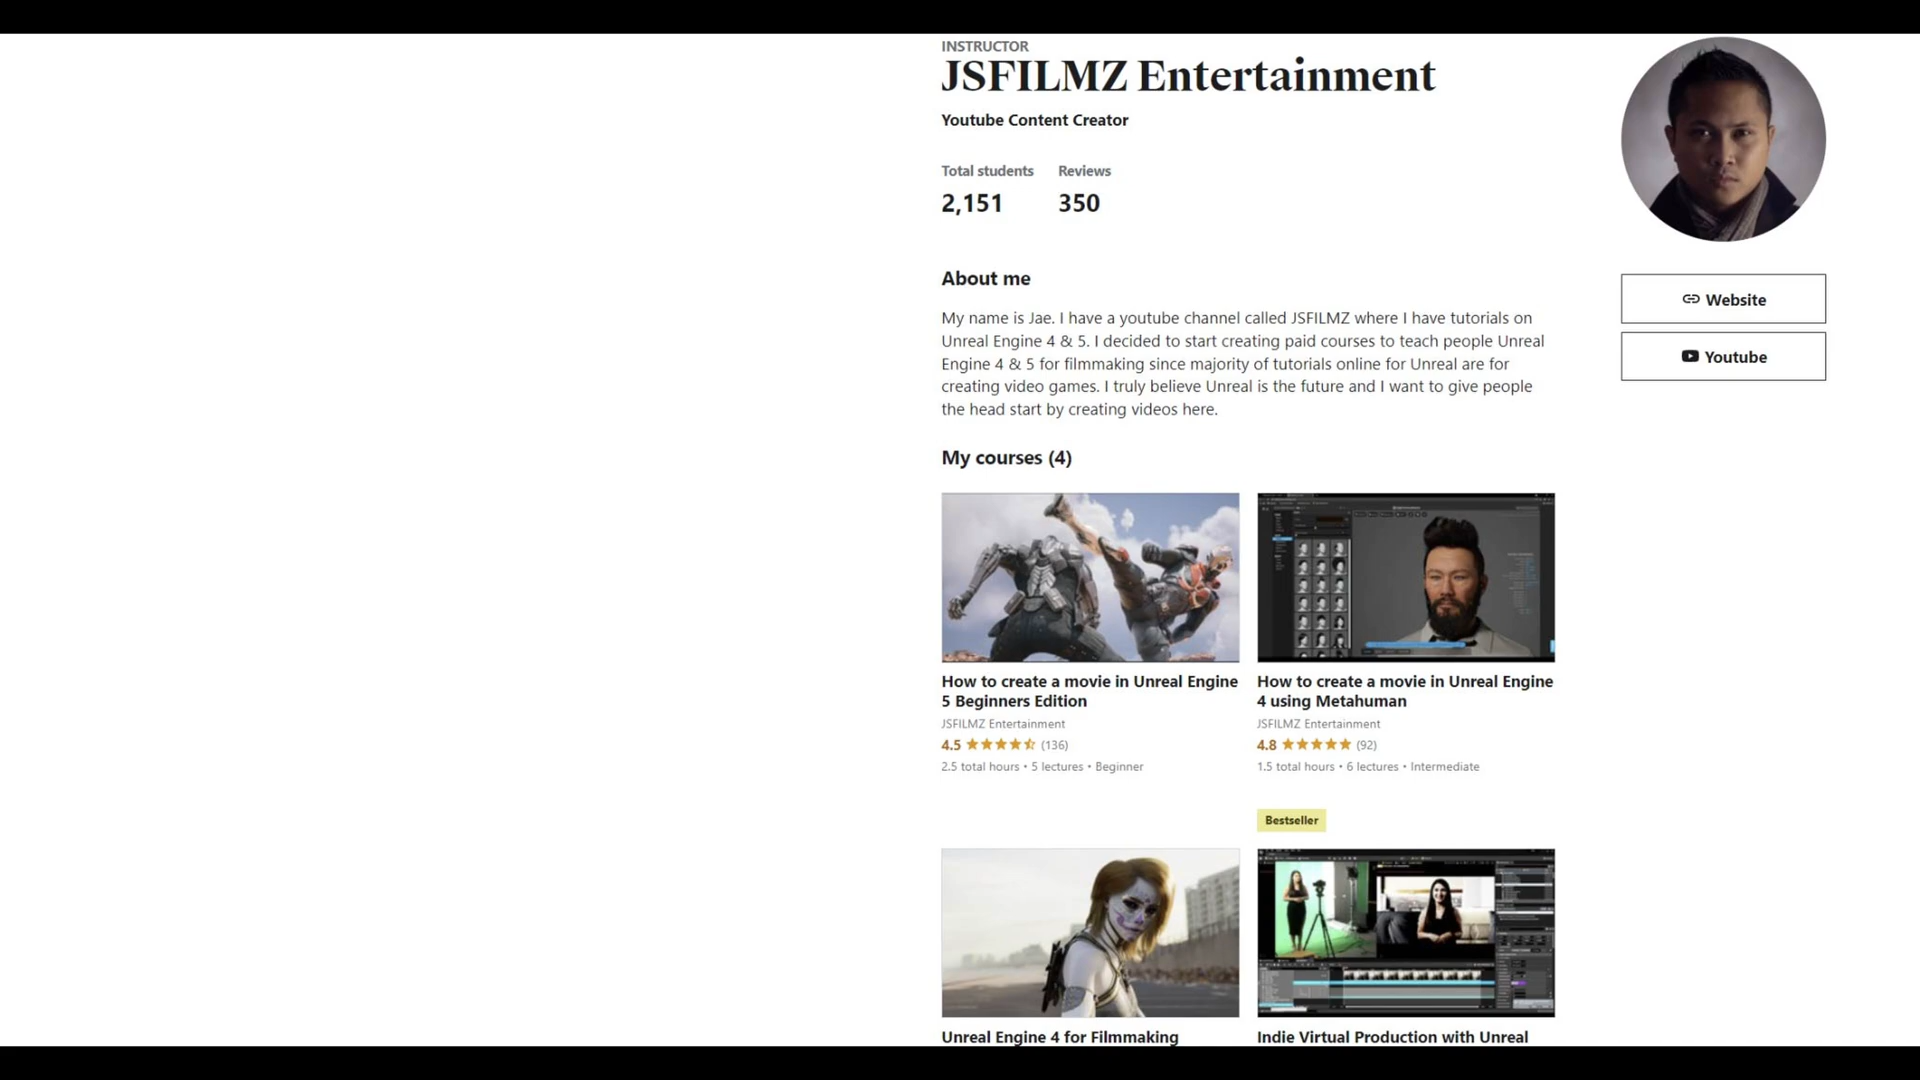 INSTRUCTOR
JSFILMZ Entertainment
Youtube Content Creator
Total students
2,151
Reviews
350
About me
My name is Jae. I have a youtube channel called JSFILMZ where I have tutorials on
Unreal Engine 4 & 5. I decided to start creating paid courses to teach people Unreal
Engine 4 & 5 for filmmaking since majority of tutorials online for Unreal are for
creating video games. I truly believe Unreal is the future and I want to give people
the head start by creating videos here.
Website
Youtube
My courses (4)
How to create a movie in Unreal Engine
5 Beginners Edition
JSFILMZ Entertainment
4.5 (136)
2.5 total hours • 5 lectures • Beginner
How to create a movie in Unreal Engine
4 using Metahuman
JSFILMZ Entertainment
4.8 (92)
1.5 total hours • 6 lectures • Intermediate
Bestseller
Unreal Engine 4 for Filmmaking
Indie Virtual Production with Unreal